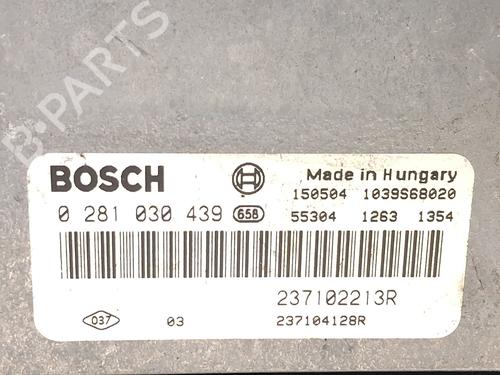 B-PARTS
BOSCH
Made in Hungary
150504 1039S68020
0 281 030 439 658
55304 1263 1354
237102213R
037 03 237104128R